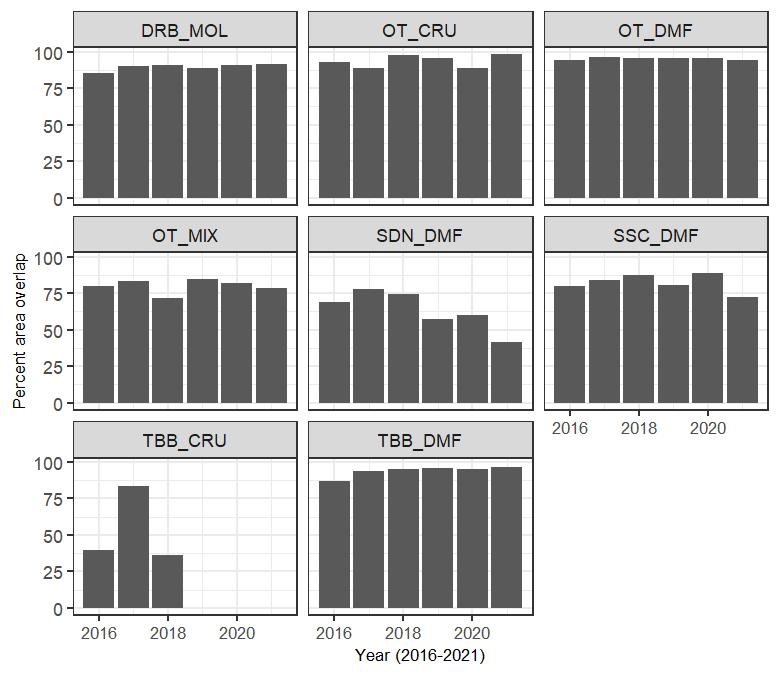 DRB_MOL OT_CRU OT_DMF
100
75
50
25
0
OT_MIX SDN_DMF SSC_DMF
100
75
50
25
0
2016 2018 2020
TBB_CRU TBB_DMF
100
75
50
25
0
2016 2018 2020 2016 2018 2020
Year (2016-2021)
Percent area overlap